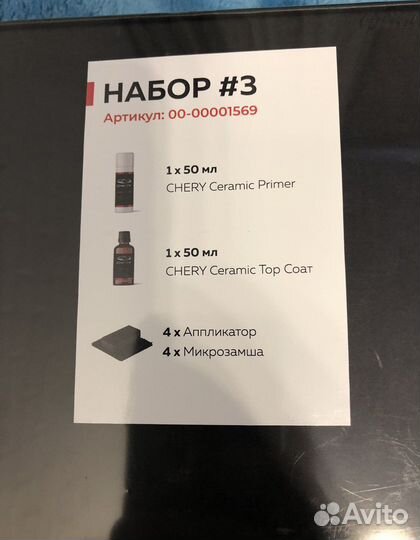 НАБОР #3
Артикул: 00-00001569
1 x 50 мл
CHERY Ceramic Primer
1 x 50 мл
CHERY Ceramic Top Coaт
4 x Аппликатор
4 x Микрозамша
Avito